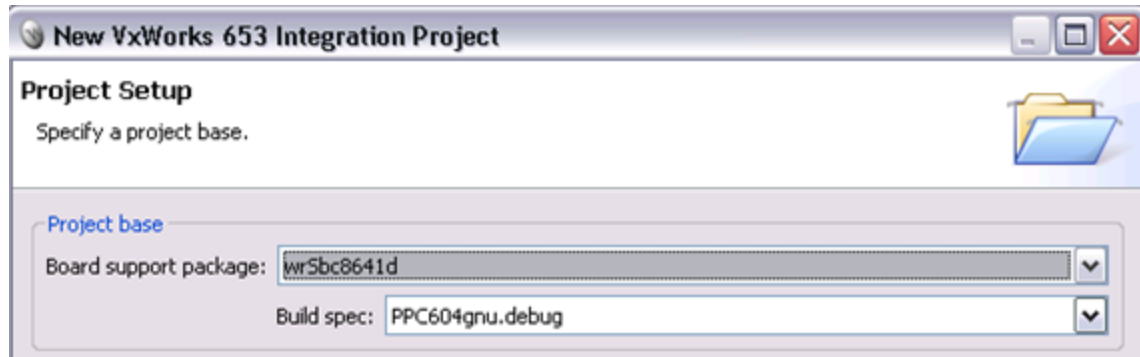 New VxWorks 653 Integration Project
Project Setup
Specify a project base.
Project base
Board support package: wrSbc8641d
Build spec: PPC604gnu.debug